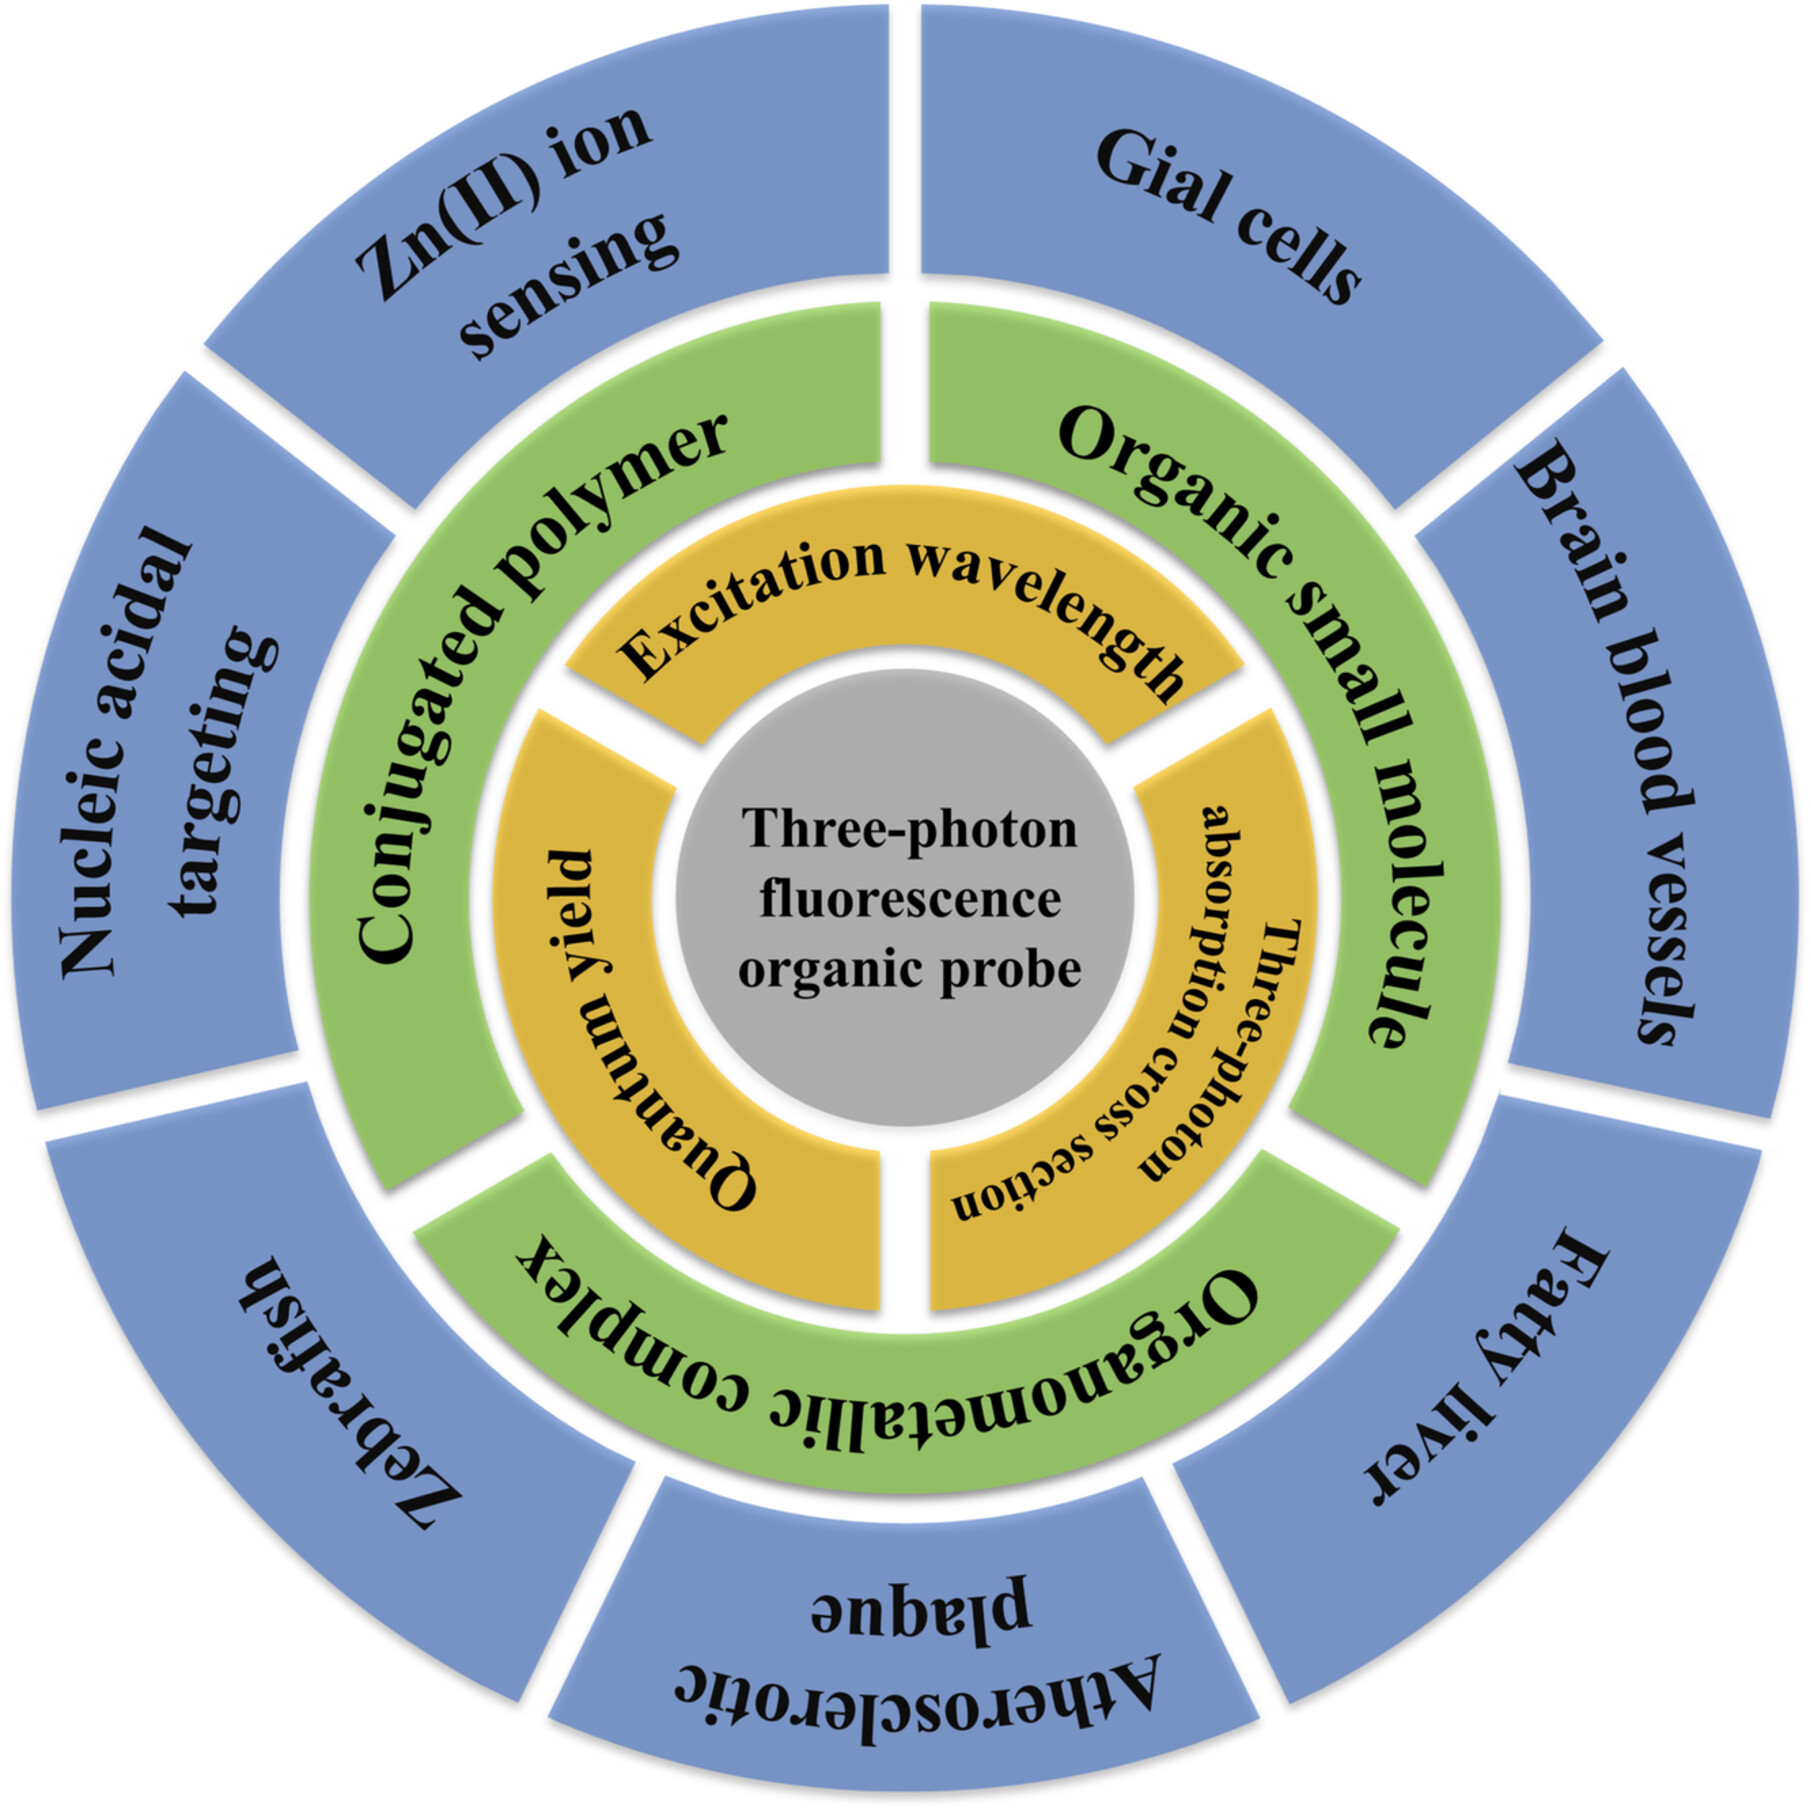 Three-photon
fluorescence
organic probe
Excitation wavelength
Three-photon
absorption cross section
Quantum yield
Organic small molecule
Organometallic complex
Conjugated polymer
Gial cells
Brain blood vessels
Fatty liver
Atherosclerotic
plaque
Zebrafish
Nucleic acidal
targeting
Zn(II) ion
sensing